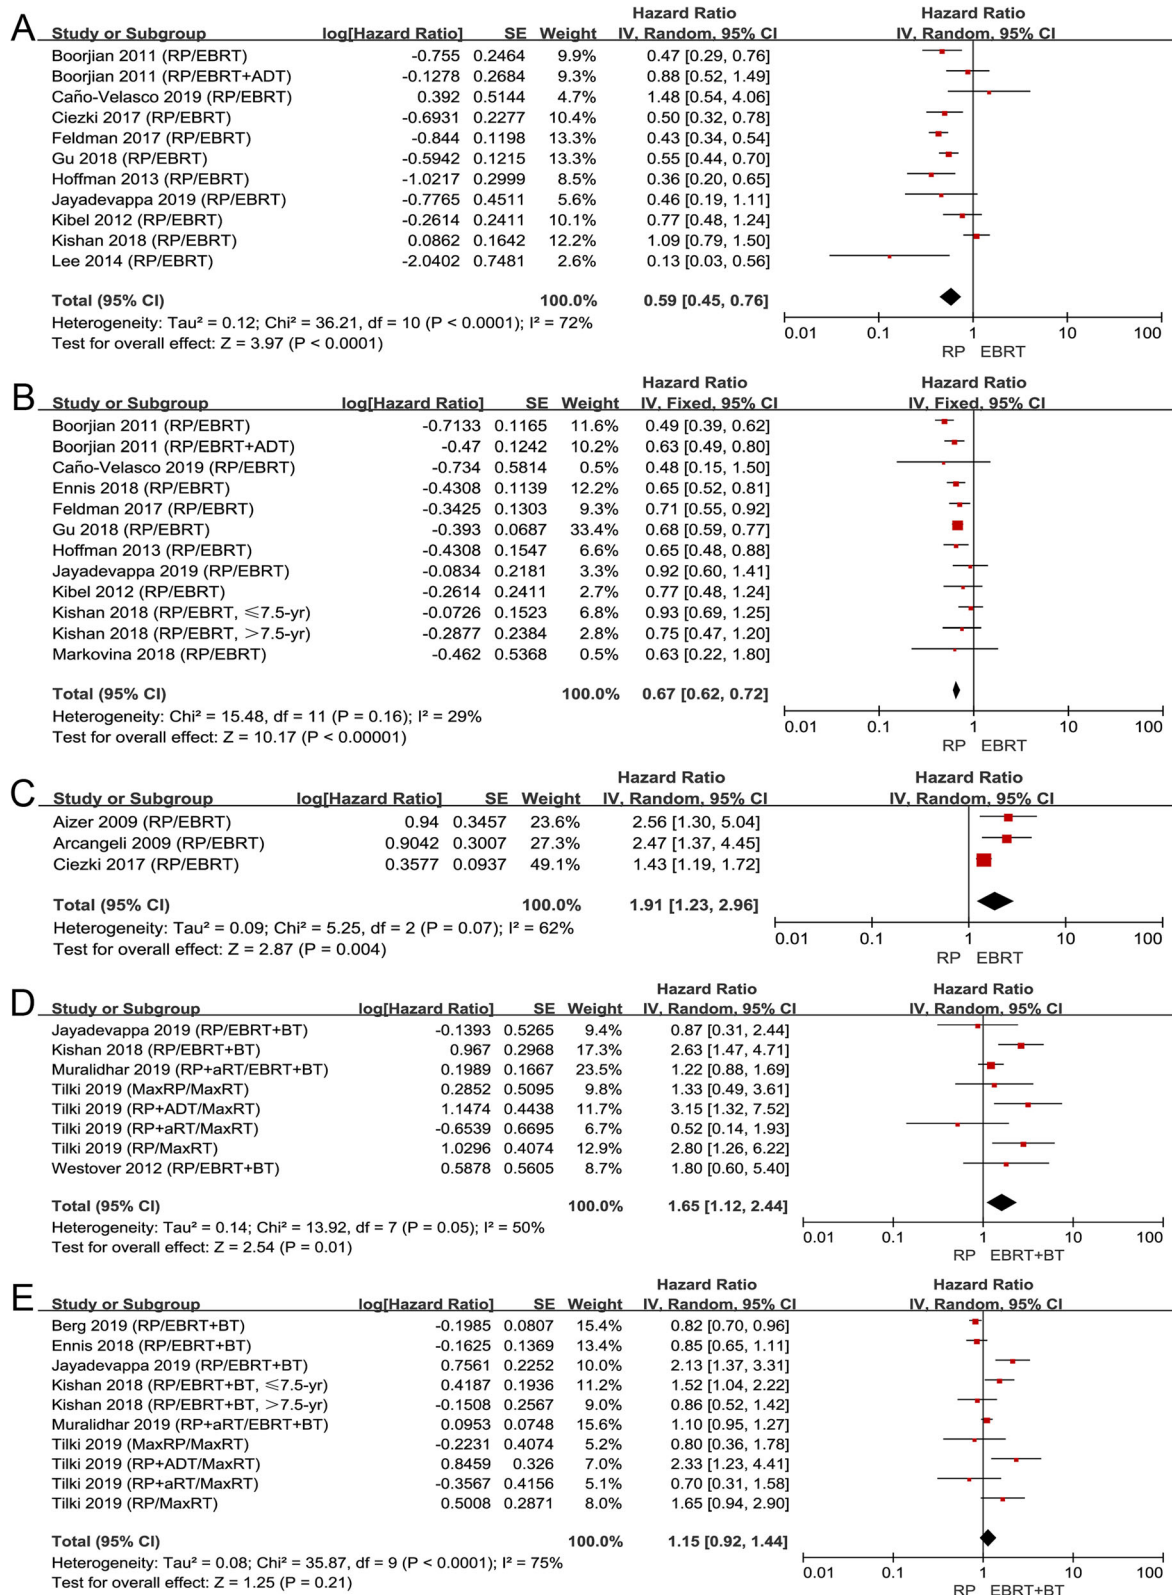 A
Hazard Ratio Hazard Ratio
Study or Subgroup log[Hazard Ratio] SE Weight IV, Random, 95% CI IV, Random, 95% CI
Boorjian 2011 (RP/EBRT) -0.755 0.2464 9.9% 0.47 [0.29, 0.76]
Boorjian 2011 (RP/EBRT+ADT) -0.1278 0.2684 9.3% 0.88 [0.52, 1.49]
Caño-Velasco 2019 (RP/EBRT) 0.392 0.5144 4.7% 1.48 [0.54, 4.06]
Ciezki 2017 (RP/EBRT) -0.6931 0.2277 10.4% 0.50 [0.32, 0.78]
Feldman 2017 (RP/EBRT) -0.844 0.1198 13.3% 0.43 [0.34, 0.54]
Gu 2018 (RP/EBRT) -0.5942 0.1215 13.3% 0.55 [0.44, 0.70]
Hoffman 2013 (RP/EBRT) -1.0217 0.2999 8.5% 0.36 [0.20, 0.65]
Jayadevappa 2019 (RP/EBRT) -0.7765 0.4511 5.6% 0.46 [0.19, 1.11]
Kibel 2012 (RP/EBRT) -0.2614 0.2411 10.1% 0.77 [0.48, 1.24]
Kishan 2018 (RP/EBRT) 0.0862 0.1642 12.2% 1.09 [0.79, 1.50]
Lee 2014 (RP/EBRT) -2.0402 0.7481 2.6% 0.13 [0.03, 0.56]
Total (95% CI) 100.0% 0.59 [0.45, 0.76]
Heterogeneity: Tau² = 0.12; Chi² = 36.21, df = 10 (P < 0.0001); I² = 72%
Test for overall effect: Z = 3.97 (P < 0.0001)
0.01 0.1 1 10 100
RP EBRT
B
Hazard Ratio Hazard Ratio
Study or Subgroup log[Hazard Ratio] SE Weight IV, Fixed, 95% CI IV, Fixed, 95% CI
Boorjian 2011 (RP/EBRT) -0.7133 0.1165 11.6% 0.49 [0.39, 0.62]
Boorjian 2011 (RP/EBRT+ADT) -0.47 0.1242 10.2% 0.63 [0.49, 0.80]
Caño-Velasco 2019 (RP/EBRT) -0.734 0.5814 0.5% 0.48 [0.15, 1.50]
Ennis 2018 (RP/EBRT) -0.4308 0.1139 12.2% 0.65 [0.52, 0.81]
Feldman 2017 (RP/EBRT) -0.3425 0.1303 9.3% 0.71 [0.55, 0.92]
Gu 2018 (RP/EBRT) -0.393 0.0687 33.4% 0.68 [0.59, 0.77]
Hoffman 2013 (RP/EBRT) -0.4308 0.1547 6.6% 0.65 [0.48, 0.88]
Jayadevappa 2019 (RP/EBRT) -0.0834 0.2181 3.3% 0.92 [0.60, 1.41]
Kibel 2012 (RP/EBRT) -0.2614 0.2411 2.7% 0.77 [0.48, 1.24]
Kishan 2018 (RP/EBRT, ≤7.5-yr) -0.0726 0.1523 6.8% 0.93 [0.69, 1.25]
Kishan 2018 (RP/EBRT, >7.5-yr) -0.2877 0.2384 2.8% 0.75 [0.47, 1.20]
Markovina 2018 (RP/EBRT) -0.462 0.5368 0.5% 0.63 [0.22, 1.80]
Total (95% CI) 100.0% 0.67 [0.62, 0.72]
Heterogeneity: Chi² = 15.48, df = 11 (P = 0.16); I² = 29%
Test for overall effect: Z = 10.17 (P < 0.00001)
0.01 0.1 1 10 100
RP EBRT
C
Hazard Ratio Hazard Ratio
Study or Subgroup log[Hazard Ratio] SE Weight IV, Random, 95% CI IV, Random, 95% CI
Aizer 2009 (RP/EBRT) 0.94 0.3457 23.6% 2.56 [1.30, 5.04]
Arcangeli 2009 (RP/EBRT) 0.9042 0.3007 27.3% 2.47 [1.37, 4.45]
Ciezki 2017 (RP/EBRT) 0.3577 0.0937 49.1% 1.43 [1.19, 1.72]
Total (95% CI) 100.0% 1.91 [1.23, 2.96]
Heterogeneity: Tau² = 0.09; Chi² = 5.25, df = 2 (P = 0.07); I² = 62%
Test for overall effect: Z = 2.87 (P = 0.004)
0.01 0.1 1 10 100
RP EBRT
D
Hazard Ratio Hazard Ratio
Study or Subgroup log[Hazard Ratio] SE Weight IV, Random, 95% CI IV, Random, 95% CI
Jayadevappa 2019 (RP/EBRT+BT) -0.1393 0.5265 9.4% 0.87 [0.31, 2.44]
Kishan 2018 (RP/EBRT+BT) 0.967 0.2968 17.3% 2.63 [1.47, 4.71]
Muralidhar 2019 (RP+aRT/EBRT+BT) 0.1989 0.1667 23.5% 1.22 [0.88, 1.69]
Tilki 2019 (MaxRP/MaxRT) 0.2852 0.5095 9.8% 1.33 [0.49, 3.61]
Tilki 2019 (RP+ADT/MaxRT) 1.1474 0.4438 11.7% 3.15 [1.32, 7.52]
Tilki 2019 (RP+aRT/MaxRT) -0.6539 0.6695 6.7% 0.52 [0.14, 1.93]
Tilki 2019 (RP/MaxRT) 1.0296 0.4074 12.9% 2.80 [1.26, 6.22]
Westover 2012 (RP/EBRT+BT) 0.5878 0.5605 8.7% 1.80 [0.60, 5.40]
Total (95% CI) 100.0% 1.65 [1.12, 2.44]
Heterogeneity: Tau² = 0.14; Chi² = 13.92, df = 7 (P = 0.05); I² = 50%
Test for overall effect: Z = 2.54 (P = 0.01)
0.01 0.1 1 10 100
RP EBRT+BT
E
Hazard Ratio Hazard Ratio
Study or Subgroup log[Hazard Ratio] SE Weight IV, Random, 95% CI IV, Random, 95% CI
Berg 2019 (RP/EBRT+BT) -0.1985 0.0807 15.4% 0.82 [0.70, 0.96]
Ennis 2018 (RP/EBRT+BT) -0.1625 0.1369 13.4% 0.85 [0.65, 1.11]
Jayadevappa 2019 (RP/EBRT+BT) 0.7561 0.2252 10.0% 2.13 [1.37, 3.31]
Kishan 2018 (RP/EBRT+BT, ≤7.5-yr) 0.4187 0.1936 11.2% 1.52 [1.04, 2.22]
Kishan 2018 (RP/EBRT+BT, >7.5-yr) -0.1508 0.2567 9.0% 0.86 [0.52, 1.42]
Muralidhar 2019 (RP+aRT/EBRT+BT) 0.0953 0.0748 15.6% 1.10 [0.95, 1.27]
Tilki 2019 (MaxRP/MaxRT) -0.2231 0.4074 5.2% 0.80 [0.36, 1.78]
Tilki 2019 (RP+ADT/MaxRT) 0.8459 0.326 7.0% 2.33 [1.23, 4.41]
Tilki 2019 (RP+aRT/MaxRT) -0.3567 0.4156 5.1% 0.70 [0.31, 1.58]
Tilki 2019 (RP/MaxRT) 0.5008 0.2871 8.0% 1.65 [0.94, 2.90]
Total (95% CI) 100.0% 1.15 [0.92, 1.44]
Heterogeneity: Tau² = 0.08; Chi² = 35.87, df = 9 (P < 0.0001); I² = 75%
Test for overall effect: Z = 1.25 (P = 0.21)
0.01 0.1 1 10 100
RP EBRT+BT